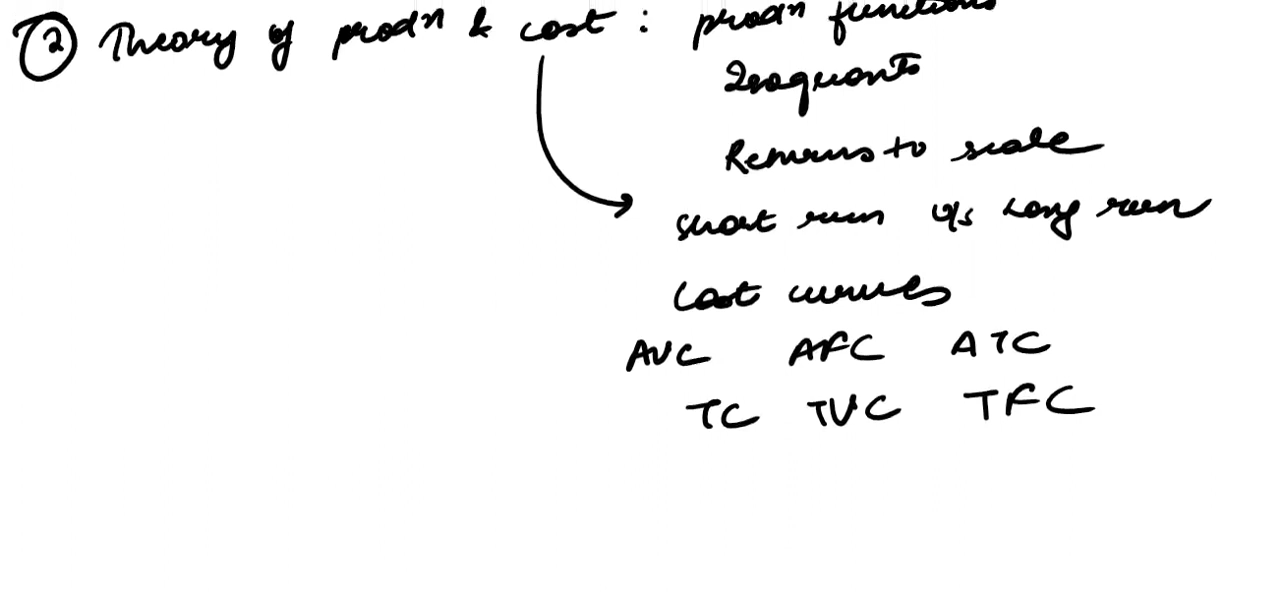 ② Theory of prodⁿ & cost : prodⁿ functions
Isoquants
Returns to scale
short run v/s Long run
Cost curves
AVC AFC ATC
TC TVC TFC